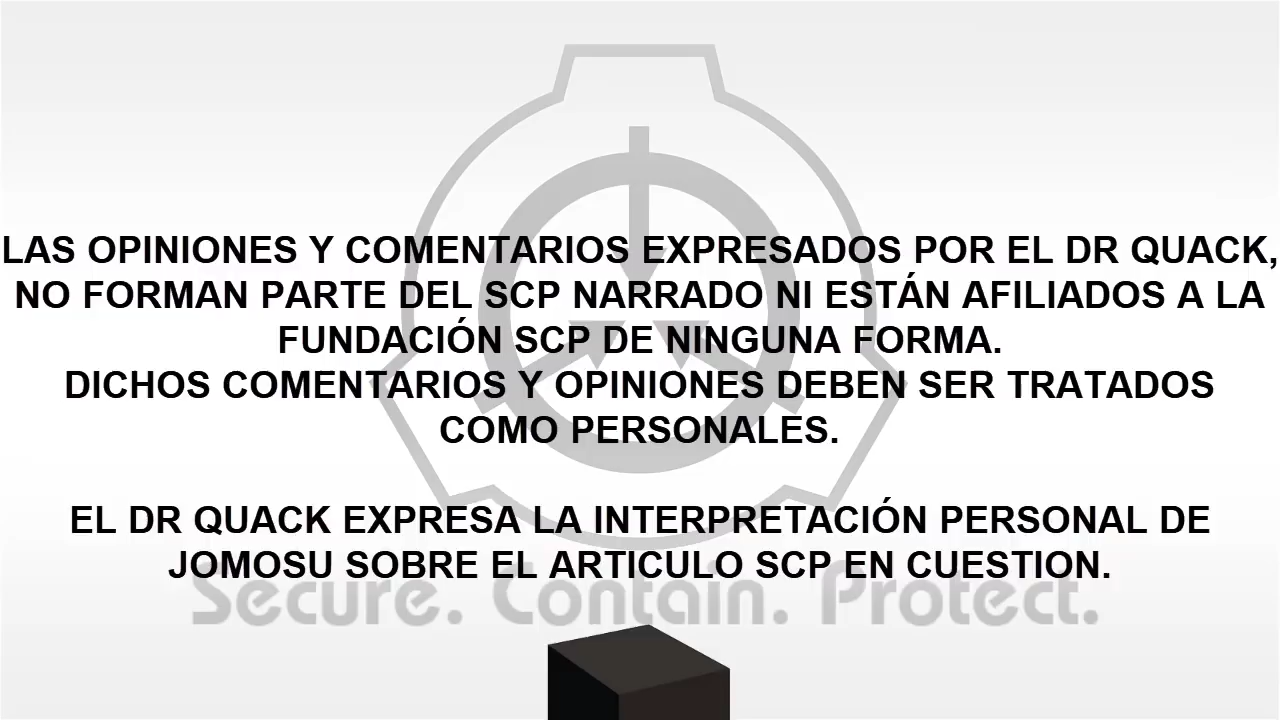 LAS OPINIONES Y COMENTARIOS EXPRESADOS POR EL DR QUACK,
NO FORMAN PARTE DEL SCP NARRADO NI ESTÁN AFILIADOS A LA
FUNDACIÓN SCP DE NINGUNA FORMA.
DICHOS COMENTARIOS Y OPINIONES DEBEN SER TRATADOS
COMO PERSONALES.
EL DR QUACK EXPRESA LA INTERPRETACIÓN PERSONAL DE
JOMOSU SOBRE EL ARTICULO SCP EN CUESTION.
Secure. Contain. Protect.